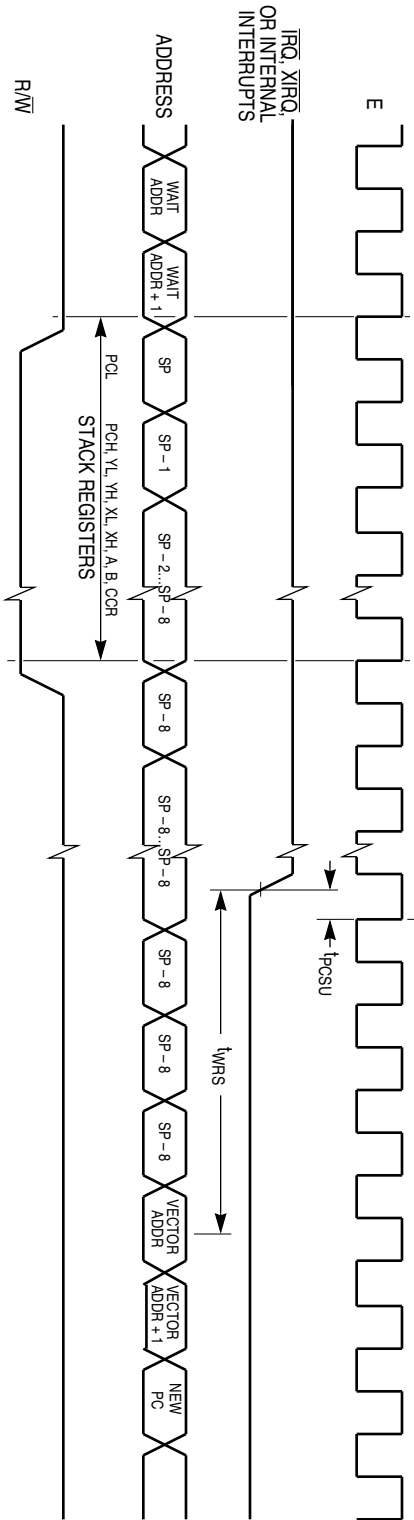 E
IRQ, XIRQ,
OR INTERNAL
INTERRUPTS
tPCSU
tWRS
ADDRESS
WAIT
ADDR
WAIT
ADDR + 1
SP
SP – 1
SP – 2...SP – 8
SP – 8
SP – 8...SP – 8
SP – 8
SP – 8
SP – 8
VECTOR
ADDR
VECTOR
ADDR + 1
NEW
PC
PCL
PCH, YL, YH, XL, XH, A, B, CCR
STACK REGISTERS
R/W